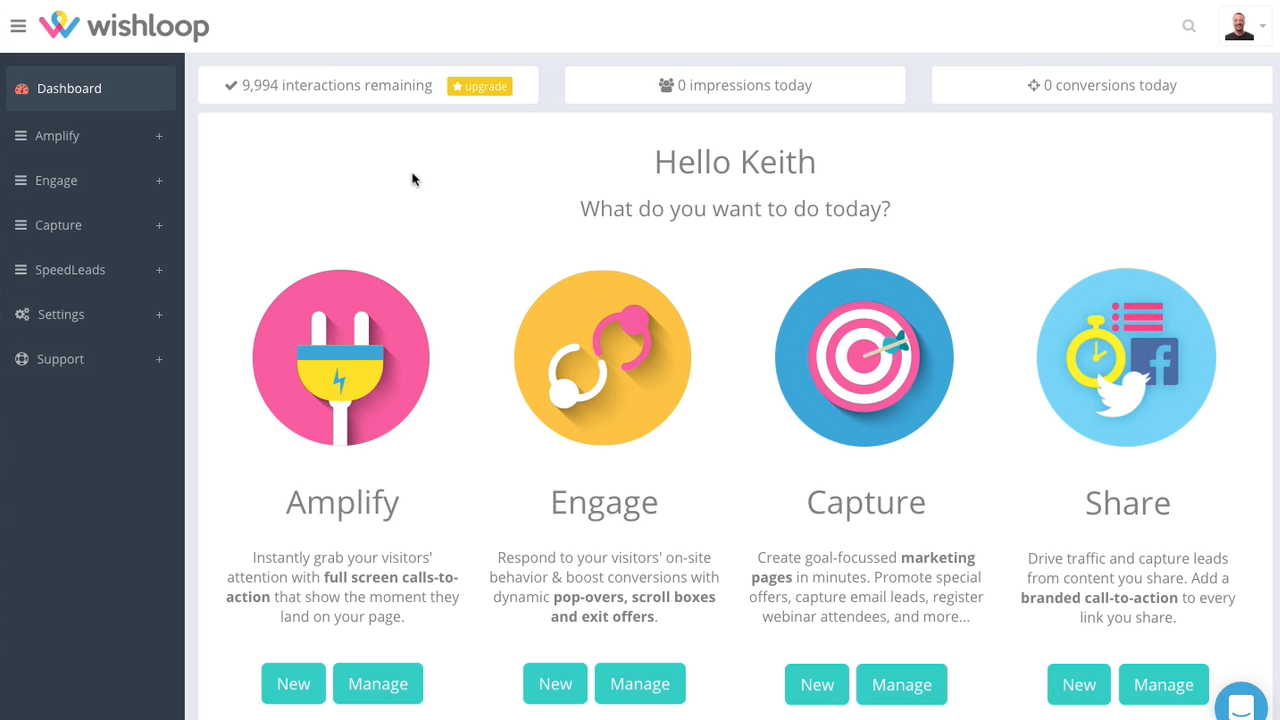 wishloop
Dashboard
Amplify +
Engage +
Capture +
SpeedLeads +
Settings +
Support +
9,994 interactions remaining upgrade
0 impressions today
0 conversions today
Hello Keith
What do you want to do today?
Amplify
Instantly grab your visitors'
attention with full screen calls-to-
action that show the moment they
land on your page.
New Manage
Engage
Respond to your visitors' on-site
behavior & boost conversions with
dynamic pop-overs, scroll boxes
and exit offers.
New Manage
Capture
Create goal-focussed marketing
pages in minutes. Promote special
offers, capture email leads, register
webinar attendees, and more...
New Manage
Share
Drive traffic and capture leads
from content you share. Add a
branded call-to-action to every
link you share.
New Manage